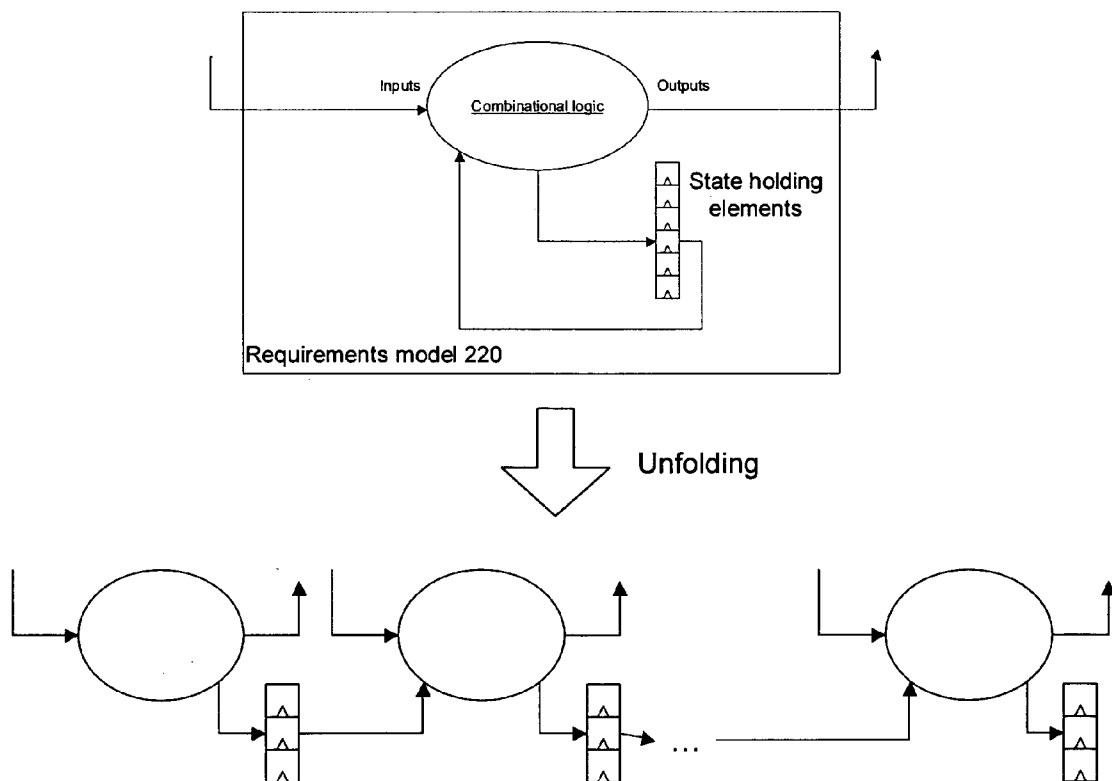 Inputs
Outputs
Combinational logic
State holding
elements
Requirements model 220
Unfolding
...